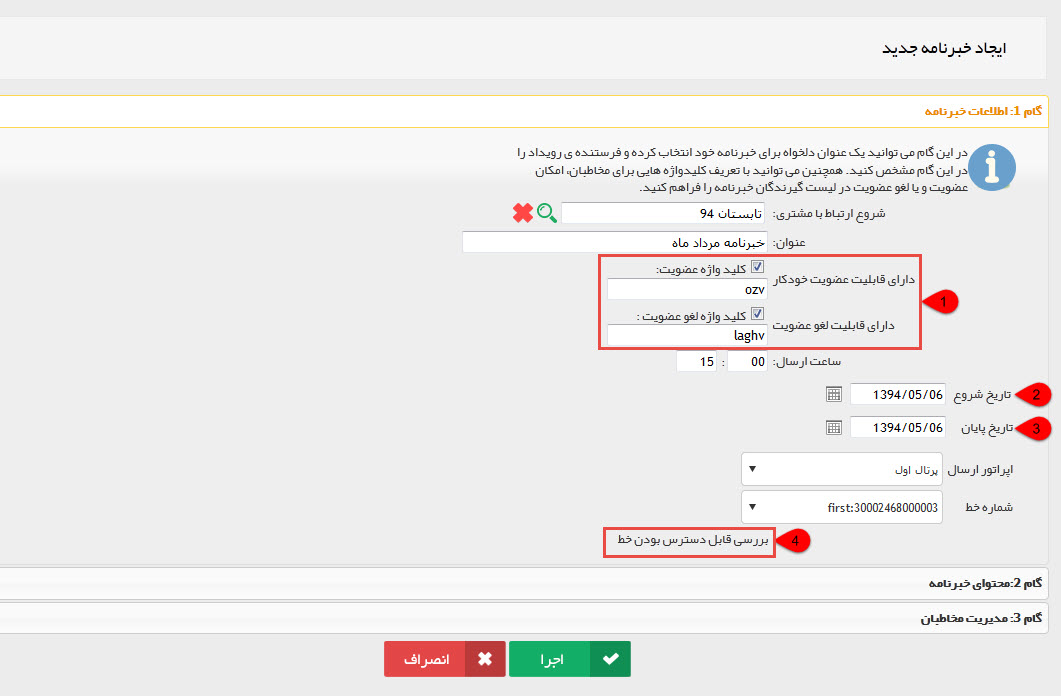 ایجاد خبرنامه جدید
گام 1: اطلاعات خبرنامه
در این گام می توانید یک عنوان دلخواه برای خبرنامه خود انتخاب کرده و فرستنده ی رویداد را
در این گام مشخص کنید. همچنین می توانید با تعریف کلیدواژه هایی برای مخاطبان، امکان
عضویت و یا لغو عضویت در لیست گیرندگان خبرنامه را فراهم کنید.
شروع ارتباط با مشتری: تابستان 94
عنوان: خبرنامه مرداد ماه
دارای قابلیت عضویت خودکار کلید واژه عضویت:
ozv
1
دارای قابلیت لغو عضویت کلید واژه لغو عضویت :
laghv
ساعت ارسال: 00 : 15
2 تاریخ شروع 1394/05/06
3 تاریخ پایان 1394/05/06
اپراتور ارسال پرتال اول
شماره خط first:30002468000003
4 بررسی قابل دسترس بودن خط
گام 2:محتوای خبرنامه
گام 3: مدیریت مخاطبان
اجرا انصراف